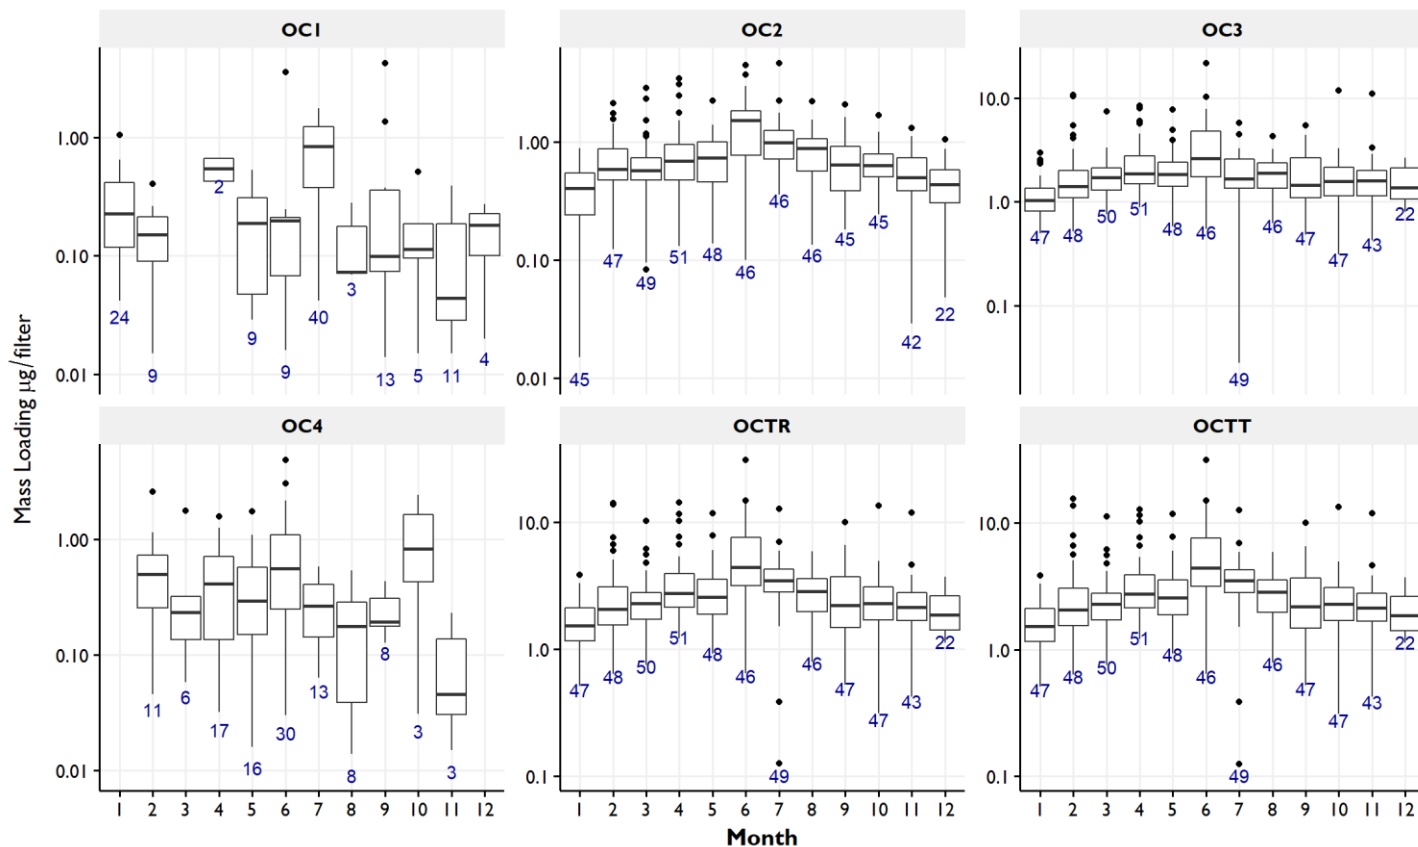 OC1 OC2 OC3
1.00 0.10 0.01
24 9 2 9 9 40 3 13 5 11 4
1.00 0.10 0.01
45 47 49 51 48 46 46 46 45 45 42 22
10.0 1.0 0.1
47 48 50 51 48 46 49 46 47 47 43 22
Mass Loading µg/filter
OC4 OCTR OCTT
1.00 0.10 0.01
11 6 17 16 30 13 8 8 3 3
10.0 1.0 0.1
47 48 50 51 48 46 49 46 47 47 43 22
10.0 1.0 0.1
47 48 50 51 48 46 49 46 47 47 43 22
1 2 3 4 5 6 7 8 9 10 11 12 1 2 3 4 5 6 7 8 9 10 11 12 1 2 3 4 5 6 7 8 9 10 11 12
Month